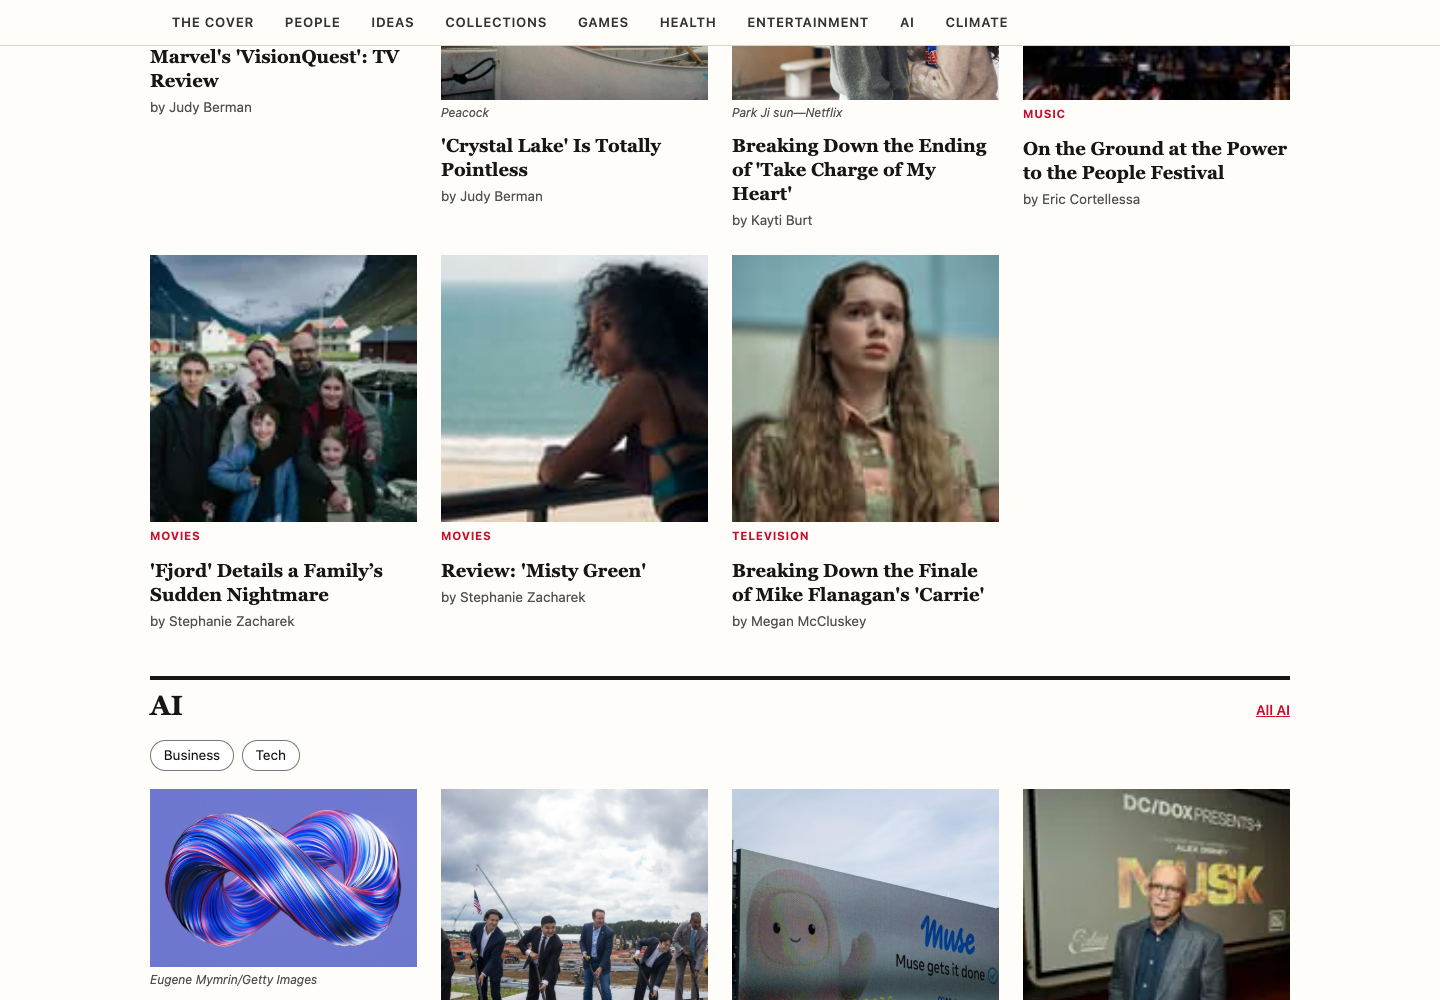 THE COVER PEOPLE IDEAS COLLECTIONS GAMES HEALTH ENTERTAINMENT AI CLIMATE
Marvel's 'VisionQuest': TV
Review
by Judy Berman
Peacock
'Crystal Lake' Is Totally
Pointless
by Judy Berman
Park Ji sun—Netflix
Breaking Down the Ending
of 'Take Charge of My
Heart'
by Kayti Burt
MUSIC
On the Ground at the Power
to the People Festival
by Eric Cortellessa
MOVIES
'Fjord' Details a Family’s
Sudden Nightmare
by Stephanie Zacharek
MOVIES
Review: 'Misty Green'
by Stephanie Zacharek
TELEVISION
Breaking Down the Finale
of Mike Flanagan's 'Carrie'
by Megan McCluskey
AI
All AI
Business
Tech
Eugene Mymrin/Getty Images
Muse
Muse gets it done
DC/DOX PRESENTS
MUSK